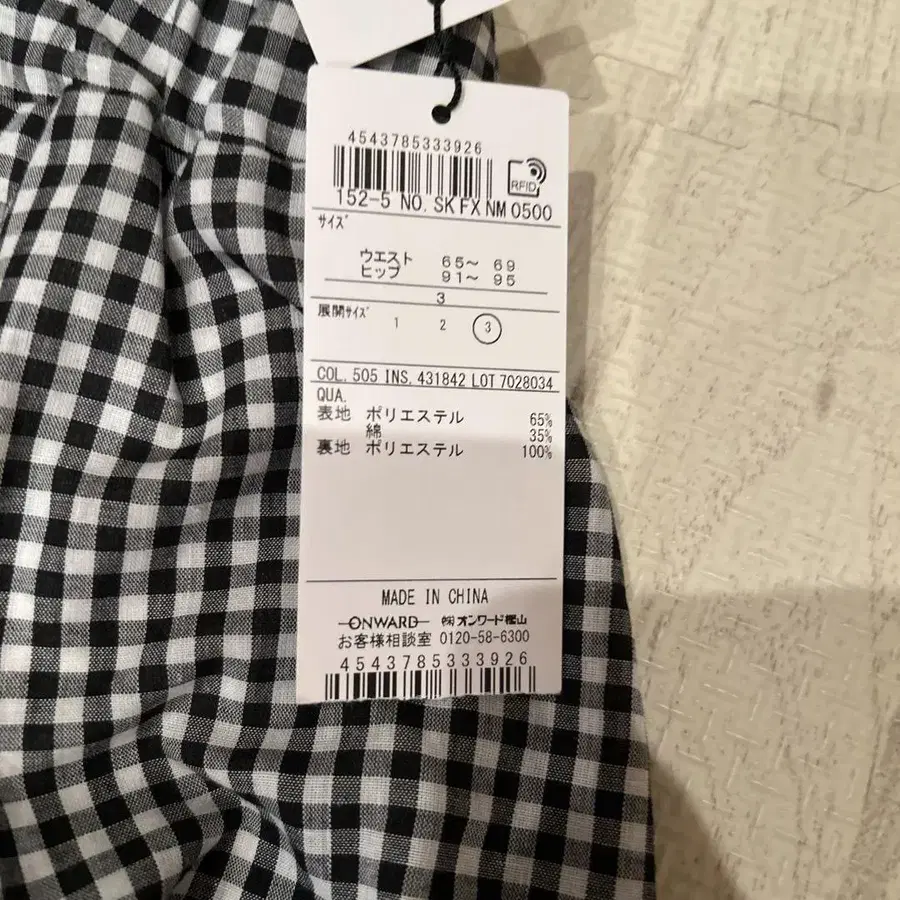 4543785333926
RFID
152-5 NO. SK FX NM 0500
サイズ
ウエスト 65〜 69
ヒップ 91〜 95
3
展開サイズ 1 2 3
COL. 505 INS. 431842 LOT 7028034
QUA.
表地 ポリエステル 65%
綿 35%
裏地 ポリエステル 100%
MADE IN CHINA
ONWARD ㈱オンワード樫山
お客様相談室 0120-58-6300
4543785333926